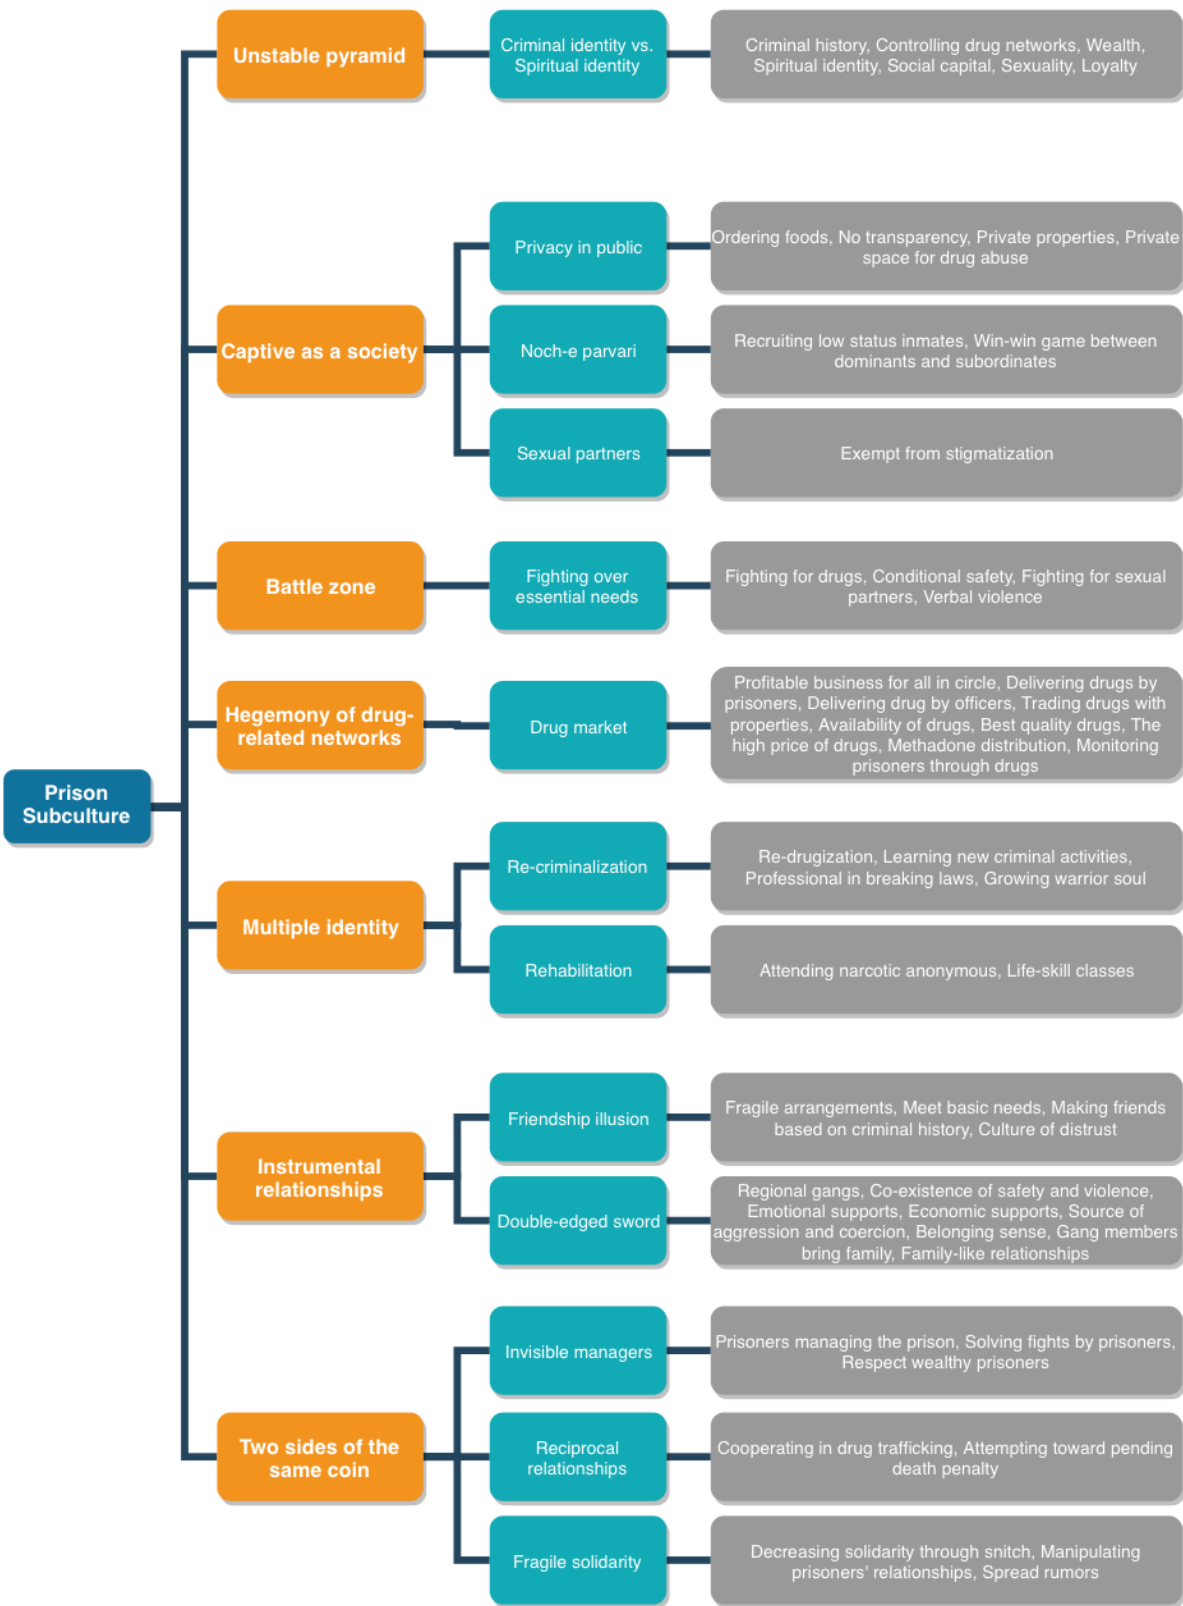 Prison
Subculture
Unstable pyramid
Criminal identity vs.
Spiritual identity
Criminal history, Controlling drug networks, Wealth,
Spiritual identity, Social capital, Sexuality, Loyalty
Captive as a society
Privacy in public
Ordering foods, No transparency, Private properties, Private
space for drug abuse
Noch-e parvari
Recruiting low status inmates, Win-win game between
dominants and subordinates
Sexual partners
Exempt from stigmatization
Battle zone
Fighting over
essential needs
Fighting for drugs, Conditional safety, Fighting for sexual
partners, Verbal violence
Hegemony of drug-
related networks
Drug market
Profitable business for all in circle, Delivering drugs by
prisoners, Delivering drug by officers, Trading drugs with
properties, Availability of drugs, Best quality drugs, The
high price of drugs, Methadone distribution, Monitoring
prisoners through drugs
Multiple identity
Re-criminalization
Re-drugization, Learning new criminal activities,
Professional in breaking laws, Growing warrior soul
Rehabilitation
Attending narcotic anonymous, Life-skill classes
Instrumental
relationships
Friendship illusion
Fragile arrangements, Meet basic needs, Making friends
based on criminal history, Culture of distrust
Double-edged sword
Regional gangs, Co-existence of safety and violence,
Emotional supports, Economic supports, Source of
aggression and coercion, Belonging sense, Gang members
bring family, Family-like relationships
Two sides of the
same coin
Invisible managers
Prisoners managing the prison, Solving fights by prisoners,
Respect wealthy prisoners
Reciprocal
relationships
Cooperating in drug trafficking, Attempting toward pending
death penalty
Fragile solidarity
Decreasing solidarity through snitch, Manipulating
prisoners' relationships, Spread rumors